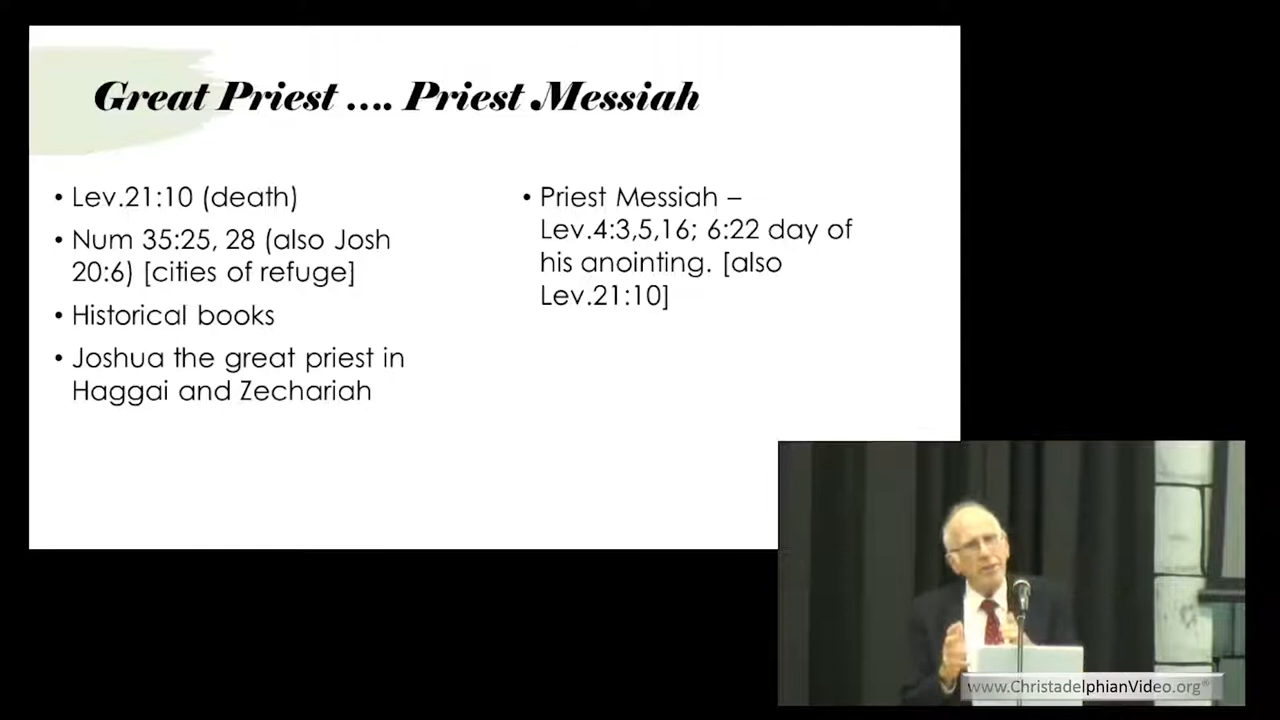 Great Priest .... Priest Messiah
• Lev.21:10 (death)
• Num 35:25, 28 (also Josh
20:6) [cities of refuge]
• Historical books
• Joshua the great priest in
Haggai and Zechariah
• Priest Messiah –
Lev.4:3,5,16; 6:22 day of
his anointing. [also
Lev.21:10]
www.ChristadelphianVideo.org®